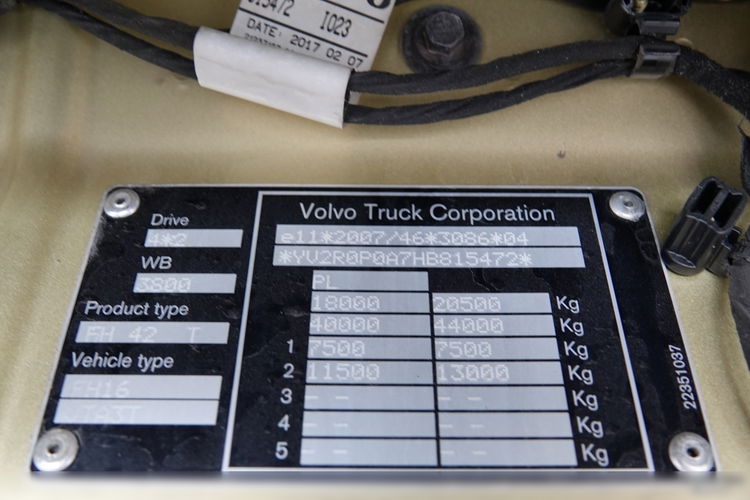 815472 1023
DATE: 2017 02 07
Drive
4*2
WB
3800
Product type
FH 42 T
Vehicle type
FH16
Volvo Truck Corporation
e11*2007/46*3086*04
*YV2R0P0A7HB815472*
PL
18000 20500 Kg
40000 44000 Kg
1 7500 7500 Kg
2 11500 13000 Kg
3 - - - - Kg
4 - - - - Kg
5 - - - - Kg
22351037